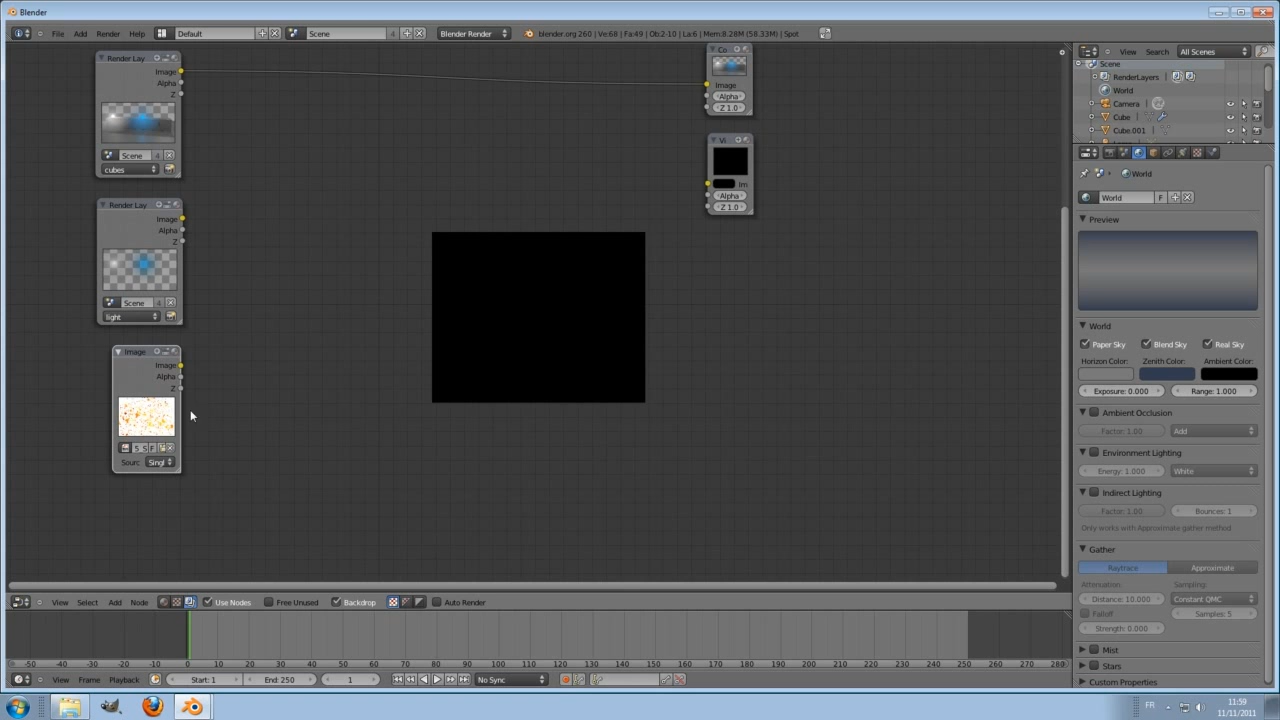 Blender
File Add Render Help Default Scene 4 Blender Render blender.org 260 | Ve:68 | Fa:49 | Ob:2-10 | La:6 | Mem:8.28M (58.33M) | Spot
View Search All Scenes
Scene
RenderLayers
World
Camera
Cube
Cube.001
Render Lay
Image
Alpha
Z
Scene 4
cubes
Co
Image
Alpha
Z 1.0
Vi
Im
Alpha
Z 1.0
Render Lay
Image
Alpha
Z
Scene 4
light
Image
Image
Alpha
Z
5 S F
Sourc Singl
World
World F
Preview
World
Paper Sky Blend Sky Real Sky
Horizon Color: Zenith Color: Ambient Color:
Exposure: 0.000 Range: 1.000
Ambient Occlusion
Factor: 1.00 Add
Environment Lighting
Energy: 1.000 White
Indirect Lighting
Factor: 1.00 Bounces: 1
Only works with Approximate gather method
Gather
Raytrace Approximate
Attenuation: Sampling:
Distance: 10.000 Constant QMC
Falloff Samples: 5
Strength: 0.000
Mist
Stars
Custom Properties
View Select Add Node Use Nodes Free Unused Backdrop Auto Render
-50 -40 -30 -20 -10 0 10 20 30 40 50 60 70 80 90 100 110 120 130 140 150 160 170 180 190 200 210 220 230 240 250 260 270 280
View Frame Playback Start: 1 End: 250 1 No Sync
FR 11:59
11/11/2011